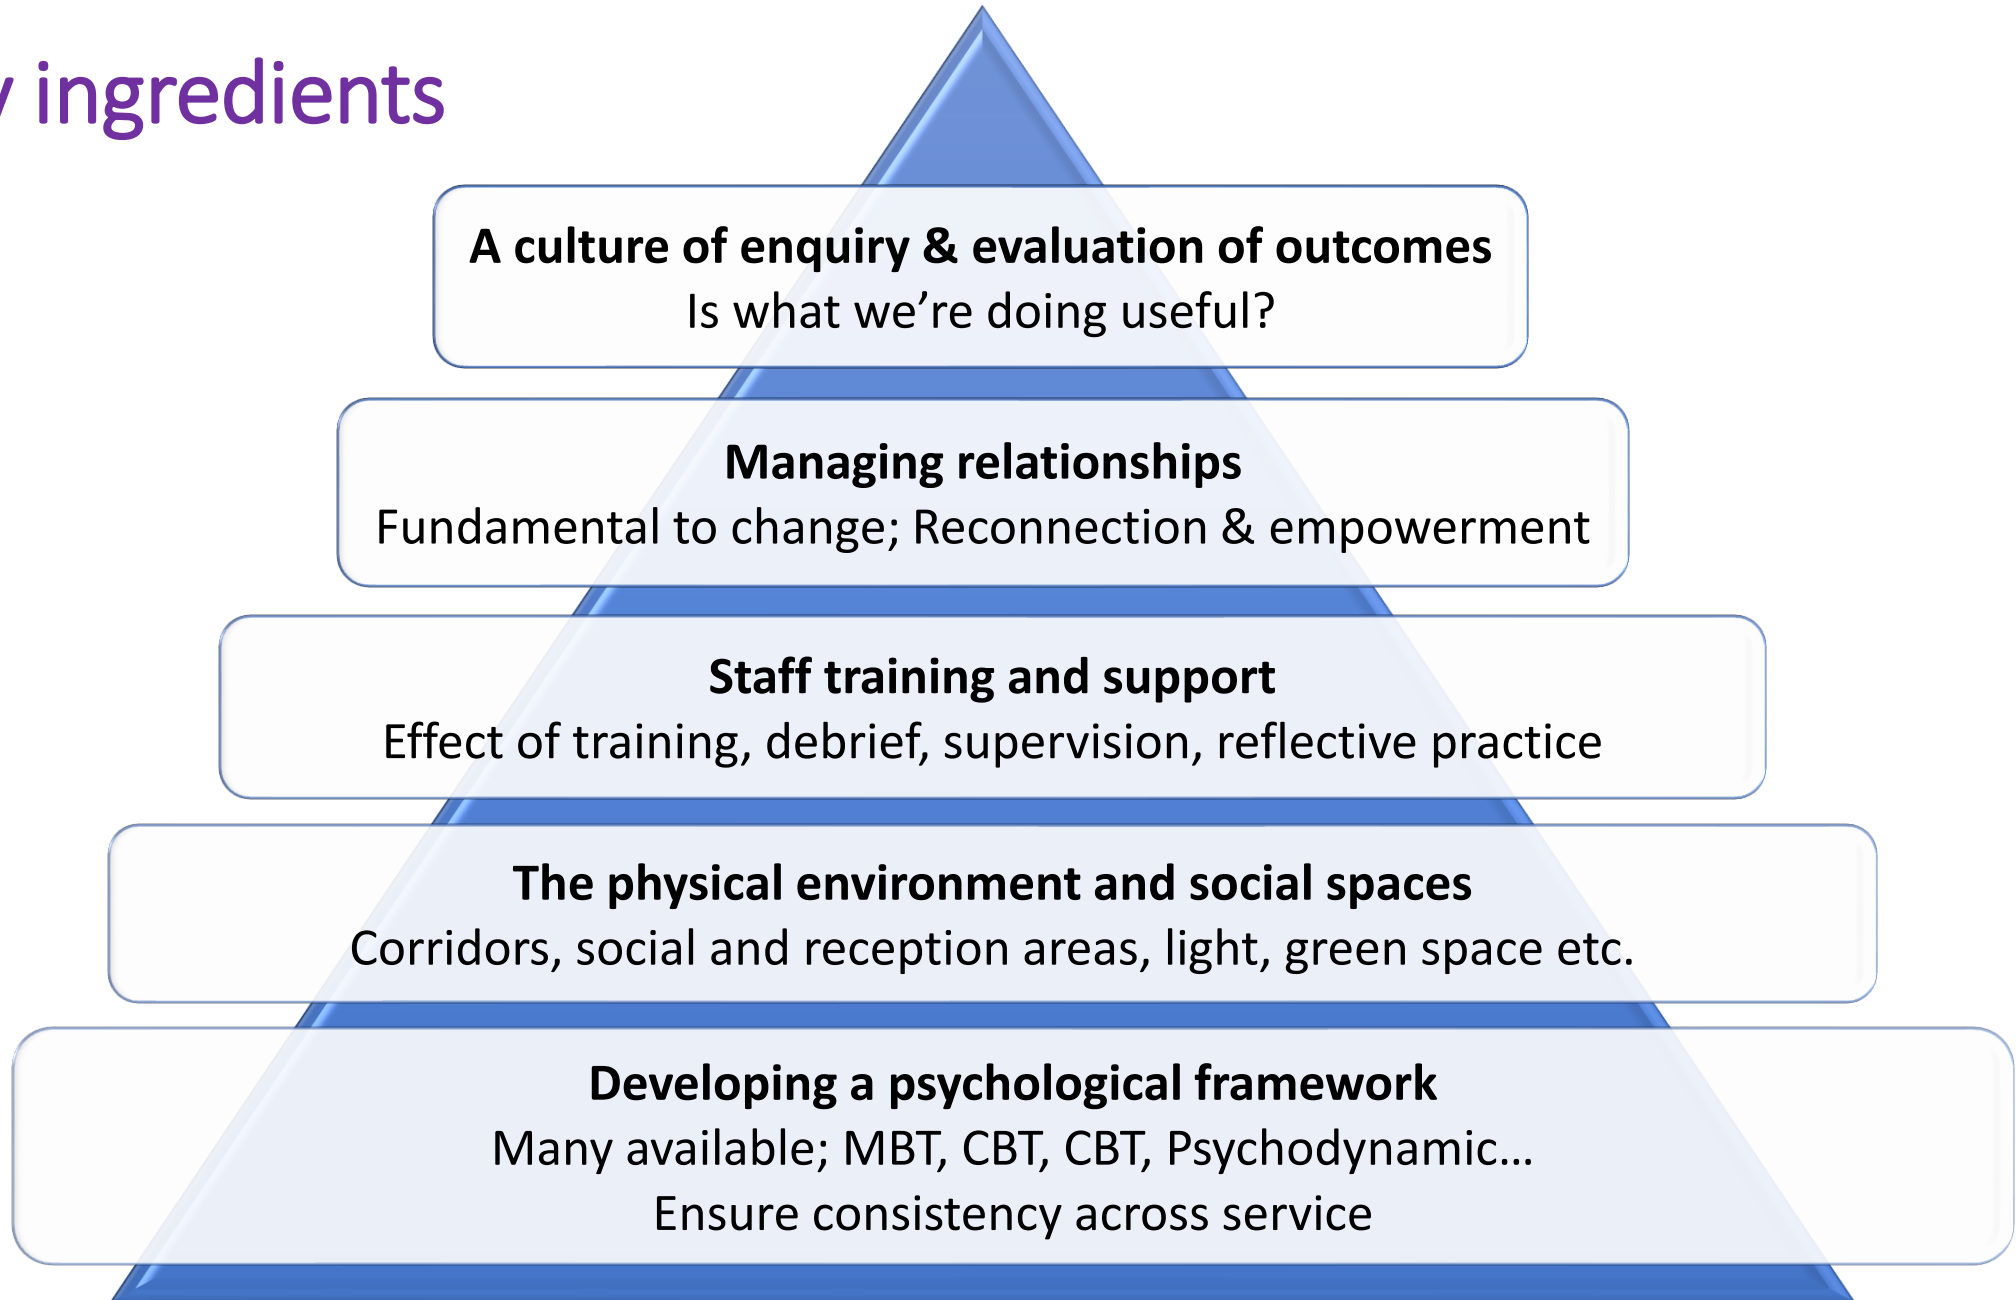 y ingredients
A culture of enquiry & evaluation of outcomes
Is what we're doing useful?
Managing relationships
Fundamental to change; Reconnection & empowerment
Staff training and support
Effect of training, debrief, supervision, reflective practice
The physical environment and social spaces
Corridors, social and reception areas, light, green space etc.
Developing a psychological framework
Many available; MBT, CBT, CBT, Psychodynamic…
Ensure consistency across service